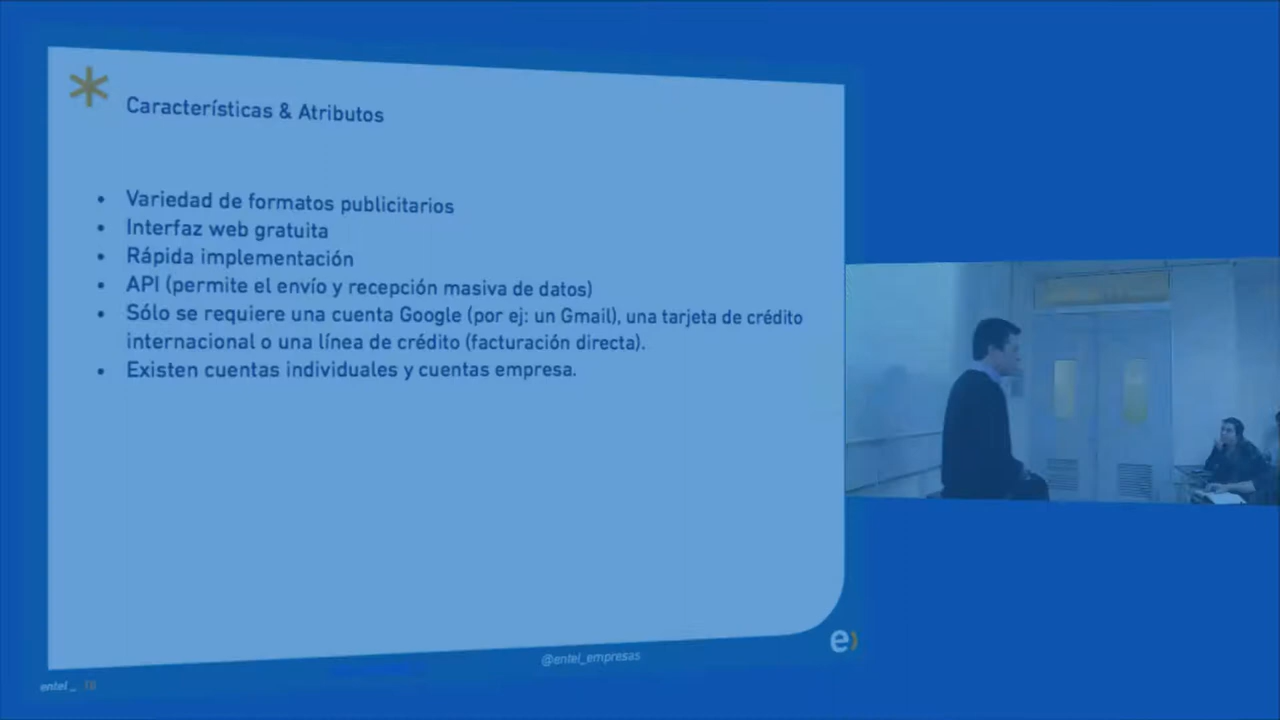 Características & Atributos
• Variedad de formatos publicitarios
• Interfaz web gratuita
• Rápida implementación
• API (permite el envío y recepción masiva de datos)
• Sólo se requiere una cuenta Google (por ej: un Gmail), una tarjeta de crédito
internacional o una línea de crédito (facturación directa).
• Existen cuentas individuales y cuentas empresa.
e)
@entel_empresas
entel_